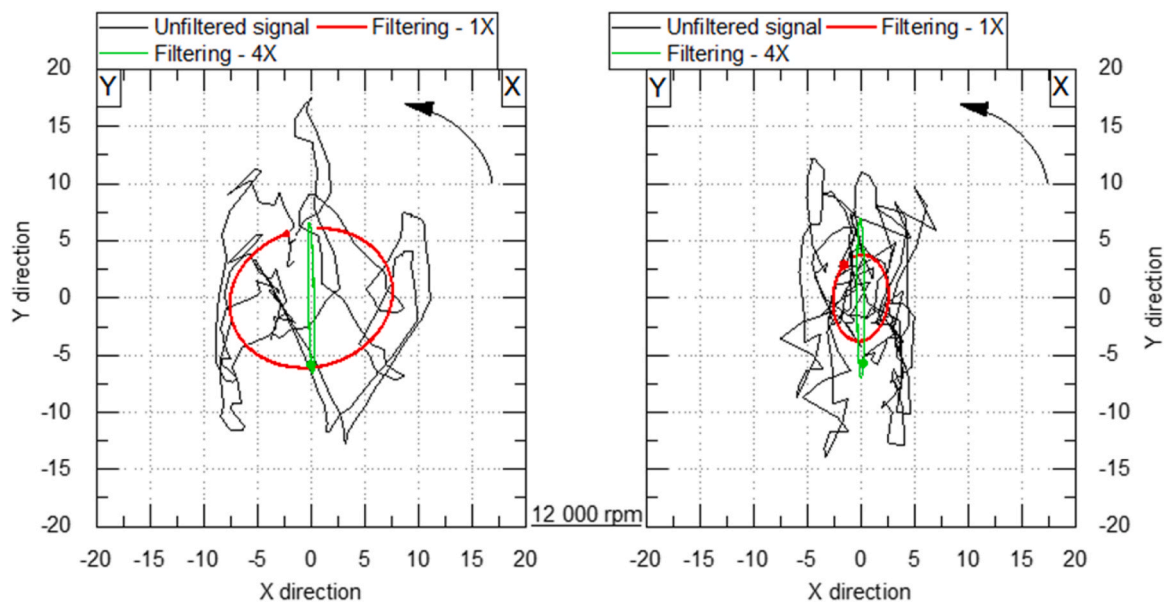 Unfiltered signal Filtering - 1X
Filtering - 4X
Unfiltered signal Filtering - 1X
Filtering - 4X
20
15
10
5
0
-5
-10
-15
-20
Y direction
Y
X
-20 -15 -10 -5 0 5 10 15 20
X direction
12 000 rpm
Y
X
20
15
10
5
0
-5
-10
-15
-20
Y direction
-20 -15 -10 -5 0 5 10 15 20
X direction